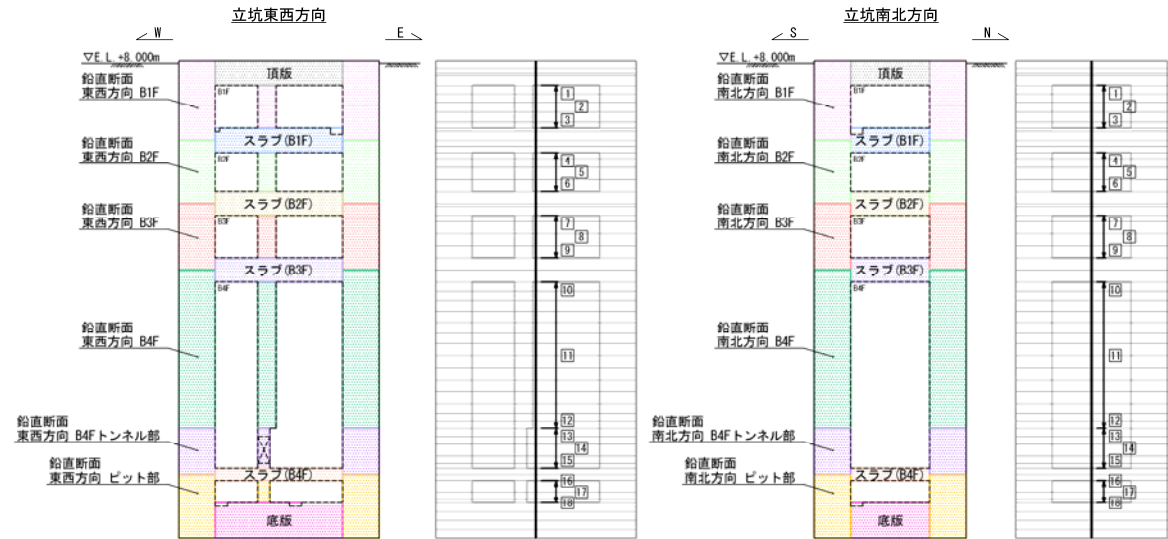 立坑東西方向
W
E
▽E.L.+8.000m
鉛直断面
東西方向 B1F
鉛直断面
東西方向 B2F
鉛直断面
東西方向 B3F
鉛直断面
東西方向 B4F
鉛直断面
東西方向 B4Fトンネル部
鉛直断面
東西方向 ピット部
頂版
B1F
スラブ(B1F)
B2F
スラブ(B2F)
B3F
スラブ(B3F)
B4F
スラブ(B4F)
底版
1
2
3
4
5
6
7
8
9
10
11
12
13
14
15
16
17
18
立坑南北方向
S
N
▽E.L.+8.000m
鉛直断面
南北方向 B1F
鉛直断面
南北方向 B2F
鉛直断面
南北方向 B3F
鉛直断面
南北方向 B4F
鉛直断面
南北方向 B4Fトンネル部
鉛直断面
南北方向 ピット部
頂版
B1F
スラブ(B1F)
B2F
スラブ(B2F)
B3F
スラブ(B3F)
B4F
スラブ(B4F)
底版
1
2
3
4
5
6
7
8
9
10
11
12
13
14
15
16
17
18